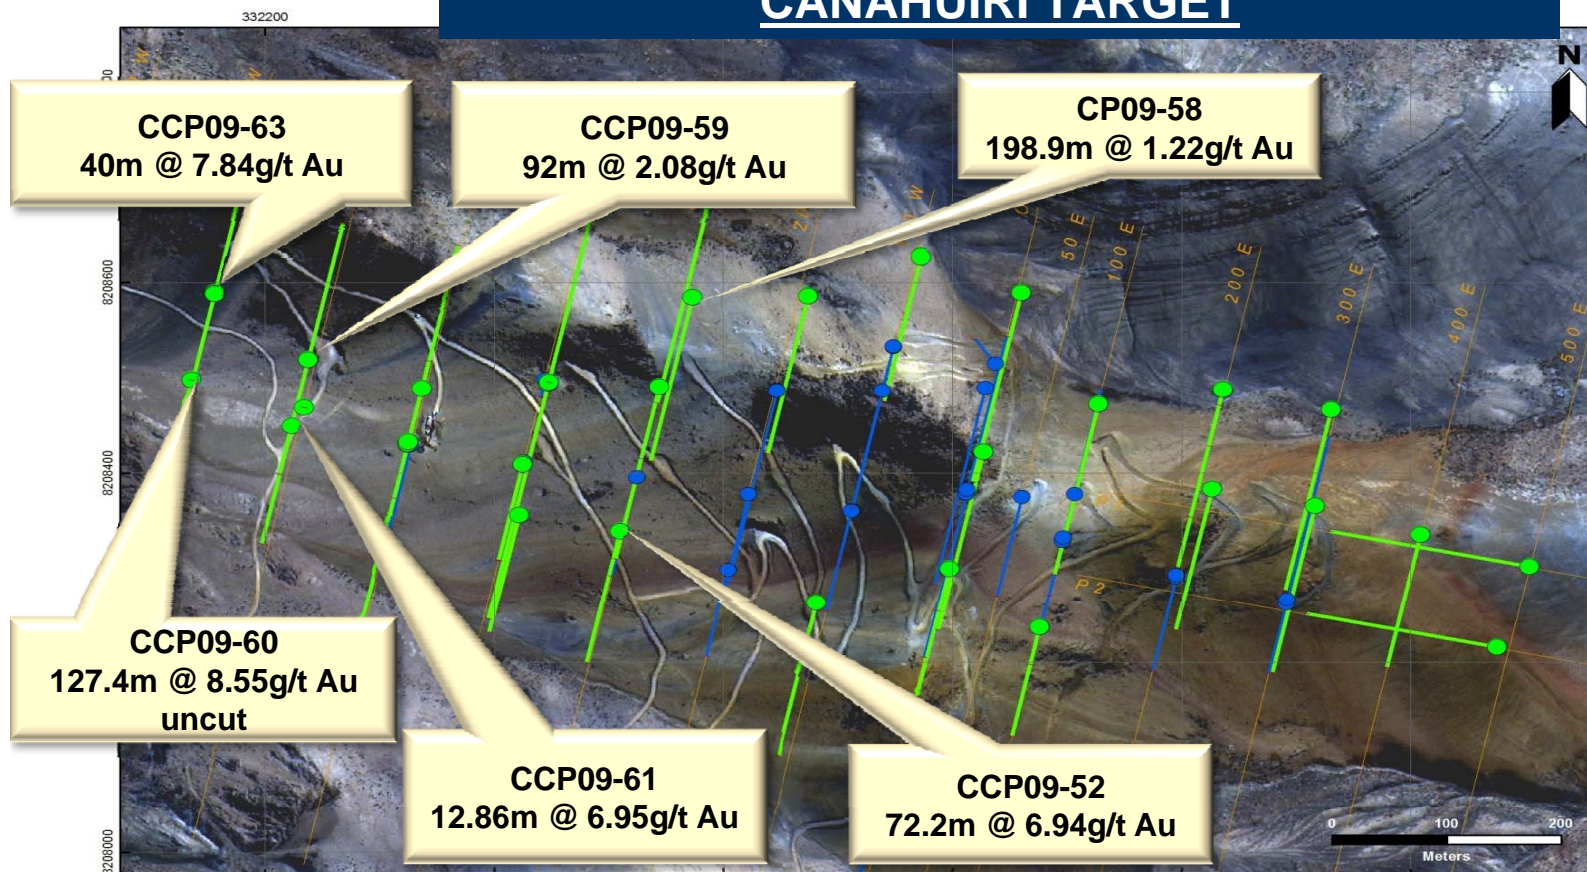 CANAHUIRI TARGET
332200
N
CCP09-63
40m @ 7.84g/t Au
CCP09-59
92m @ 2.08g/t Au
CP09-58
198.9m @ 1.22g/t Au
W
W
W
50 E
100 E
200 E
300 E
400 E
500 E
8208600
8208400
8208000
P 2
CCP09-60
127.4m @ 8.55g/t Au
uncut
CCP09-61
12.86m @ 6.95g/t Au
CCP09-52
72.2m @ 6.94g/t Au
0 100 200
Meters